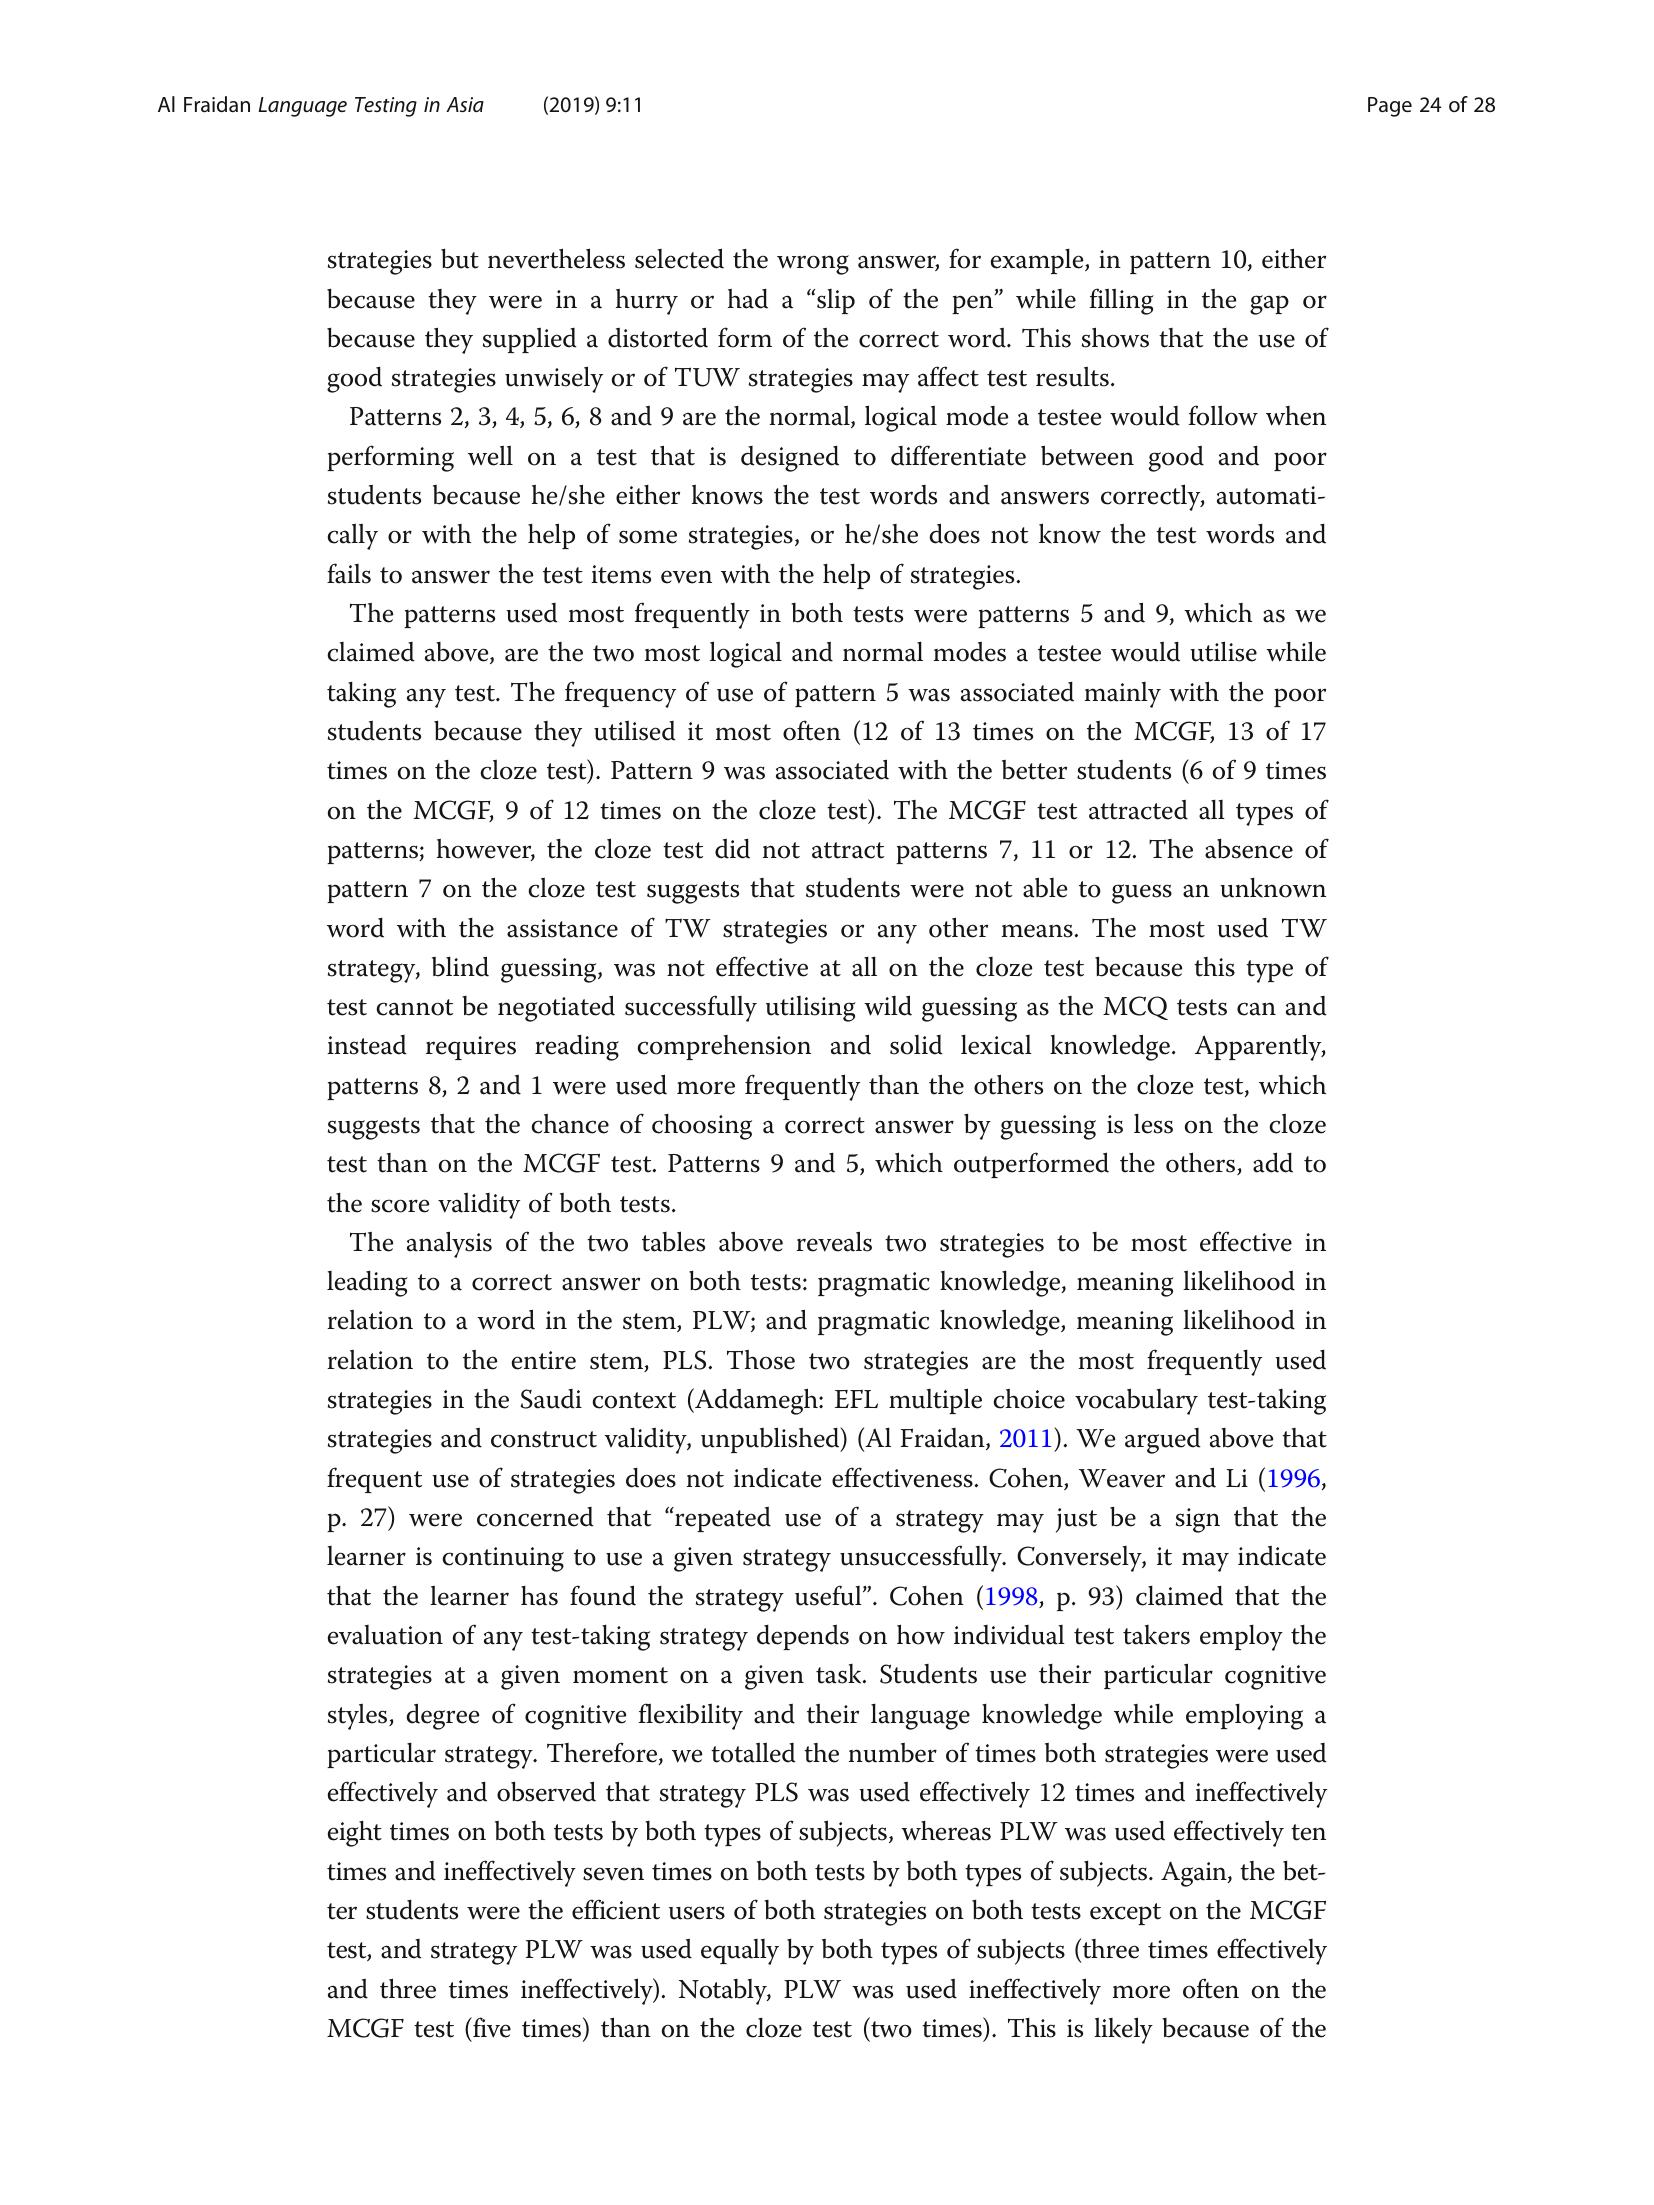 Al Fraidan Language Testing in Asia (2019) 9:11 Page 24 of 28
strategies but nevertheless selected the wrong answer, for example, in pattern 10, either
because they were in a hurry or had a “slip of the pen” while filling in the gap or
because they supplied a distorted form of the correct word. This shows that the use of
good strategies unwisely or of TUW strategies may affect test results.
Patterns 2, 3, 4, 5, 6, 8 and 9 are the normal, logical mode a testee would follow when
performing well on a test that is designed to differentiate between good and poor
students because he/she either knows the test words and answers correctly, automati-
cally or with the help of some strategies, or he/she does not know the test words and
fails to answer the test items even with the help of strategies.
The patterns used most frequently in both tests were patterns 5 and 9, which as we
claimed above, are the two most logical and normal modes a testee would utilise while
taking any test. The frequency of use of pattern 5 was associated mainly with the poor
students because they utilised it most often (12 of 13 times on the MCGF, 13 of 17
times on the cloze test). Pattern 9 was associated with the better students (6 of 9 times
on the MCGF, 9 of 12 times on the cloze test). The MCGF test attracted all types of
patterns; however, the cloze test did not attract patterns 7, 11 or 12. The absence of
pattern 7 on the cloze test suggests that students were not able to guess an unknown
word with the assistance of TW strategies or any other means. The most used TW
strategy, blind guessing, was not effective at all on the cloze test because this type of
test cannot be negotiated successfully utilising wild guessing as the MCQ tests can and
instead requires reading comprehension and solid lexical knowledge. Apparently,
patterns 8, 2 and 1 were used more frequently than the others on the cloze test, which
suggests that the chance of choosing a correct answer by guessing is less on the cloze
test than on the MCGF test. Patterns 9 and 5, which outperformed the others, add to
the score validity of both tests.
The analysis of the two tables above reveals two strategies to be most effective in
leading to a correct answer on both tests: pragmatic knowledge, meaning likelihood in
relation to a word in the stem, PLW; and pragmatic knowledge, meaning likelihood in
relation to the entire stem, PLS. Those two strategies are the most frequently used
strategies in the Saudi context (Addamegh: EFL multiple choice vocabulary test-taking
strategies and construct validity, unpublished) (Al Fraidan, 2011). We argued above that
frequent use of strategies does not indicate effectiveness. Cohen, Weaver and Li (1996,
p. 27) were concerned that “repeated use of a strategy may just be a sign that the
learner is continuing to use a given strategy unsuccessfully. Conversely, it may indicate
that the learner has found the strategy useful”. Cohen (1998, p. 93) claimed that the
evaluation of any test-taking strategy depends on how individual test takers employ the
strategies at a given moment on a given task. Students use their particular cognitive
styles, degree of cognitive flexibility and their language knowledge while employing a
particular strategy. Therefore, we totalled the number of times both strategies were used
effectively and observed that strategy PLS was used effectively 12 times and ineffectively
eight times on both tests by both types of subjects, whereas PLW was used effectively ten
times and ineffectively seven times on both tests by both types of subjects. Again, the bet-
ter students were the efficient users of both strategies on both tests except on the MCGF
test, and strategy PLW was used equally by both types of subjects (three times effectively
and three times ineffectively). Notably, PLW was used ineffectively more often on the
MCGF test (five times) than on the cloze test (two times). This is likely because of the